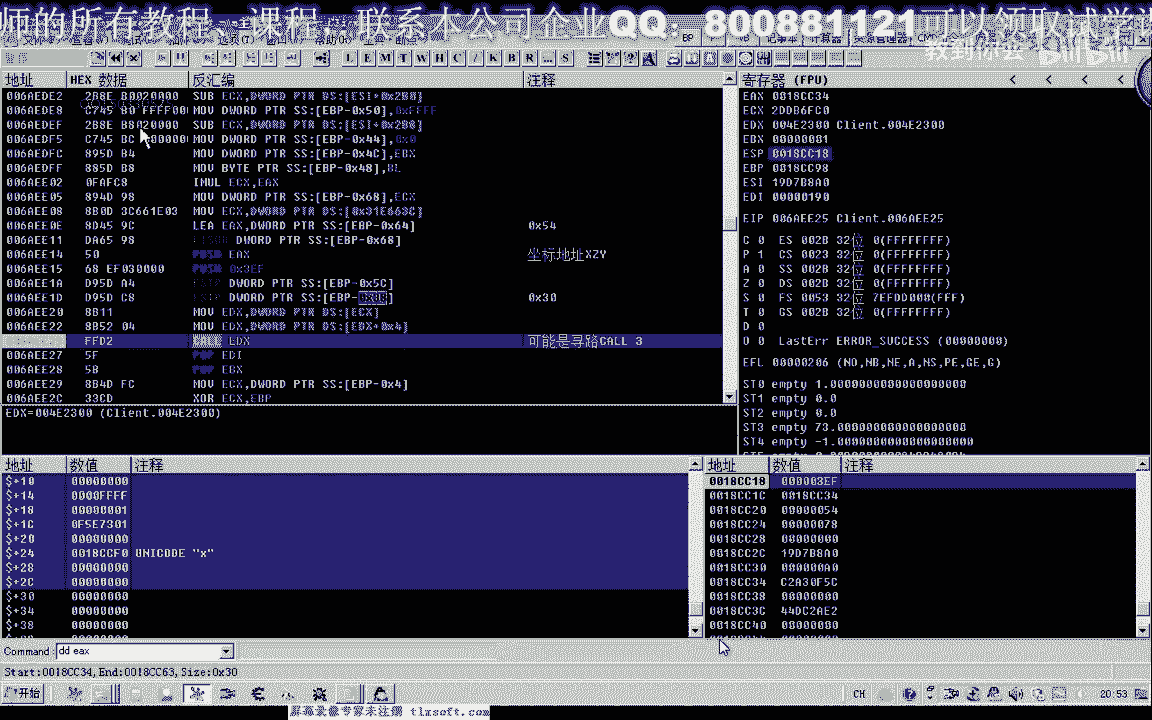 师的所有教程、课程，联系本公司企业QQ：800881121可以领取试学
教到你会 bilibili
L E M T W H C / K B R ... S
地址 HEX 数据 反汇编 注释
006AEDE2 SUB ECX,DWORD PTR DS:[ESI+0x2B0]
006AEDE8 MOV DWORD PTR SS:[EBP-0x50],0xFFFF
006AEDEF 2B8E B8020000 SUB ECX,DWORD PTR DS:[ESI+0x2B8]
006AEDF5 C745 BC MOV DWORD PTR SS:[EBP-0x44],0x0
006AEDFC 895D B4 MOV DWORD PTR SS:[EBP-0x4C],EBX
006AEDFF 885D B8 MOV BYTE PTR SS:[EBP-0x48],BL
006AEE02 0FAFC8 IMUL ECX,EAX
006AEE05 894D 98 MOV DWORD PTR SS:[EBP-0x68],ECX
006AEE08 8B0D 3C661E03 MOV ECX,DWORD PTR DS:[0x31E663C]
006AEE0E 8D45 9C LEA EAX,DWORD PTR SS:[EBP-0x64] 0x54
006AEE11 DA65 98 DWORD PTR SS:[EBP-0x68]
006AEE14 50 PUSH EAX 坐标地址XZY
006AEE15 68 EF030000 PUSH 0x3EF
006AEE1A D95D A4 FSTP DWORD PTR SS:[EBP-0x5C]
006AEE1D D95D C8 FSTP DWORD PTR SS:[EBP-0x38] 0x30
006AEE20 8B11 MOV EDX,DWORD PTR DS:[ECX]
006AEE22 8B52 04 MOV EDX,DWORD PTR DS:[EDX+0x4]
FFD2 CALL EDX 可能是寻路CALL 3
006AEE27 5F POP EDI
006AEE28 5B POP EBX
006AEE29 8B4D FC MOV ECX,DWORD PTR SS:[EBP-0x4]
006AEE2C 33CD XOR ECX,EBP
EDX=004E2300 (Client.004E2300)
寄存器 (FPU) < < < <
EAX 0018CC34
ECX 2DDB6FC0
EDX 004E2300 Client.004E2300
EBX 00000001
ESP 0018CC18
EBP 0018CC98
ESI 19D7B8A0
EDI 00000190
EIP 006AEE25 Client.006AEE25
C 0 ES 002B 32位 0(FFFFFFFF)
P 1 CS 0023 32位 0(FFFFFFFF)
A 0 SS 002B 32位 0(FFFFFFFF)
Z 0 DS 002B 32位 0(FFFFFFFF)
S 0 FS 0053 32位 7EFDD000(FFF)
T 0 GS 002B 32位 0(FFFFFFFF)
D 0
O 0 LastErr ERROR_SUCCESS (00000000)
EFL 00000206 (NO,NB,NE,A,NS,PE,GE,G)
ST0 empty 1.0000000000000000000
ST1 empty 0.0
ST2 empty 0.0
ST3 empty 73.000000000000000000
ST4 empty -1.0000000000000000000
地址 数值 注释
$+10 00000000
$+14 0000FFFF
$+18 00000001
$+1C 0F5E7301
$+20 00000000
$+24 0018CCF0 UNICODE "x"
$+28 00000000
$+2C 00000000
$+30 00000000
$+34 00000000
$+38 00000000
地址 数值 注释
0018CC18 000003EF
0018CC1C 0018CC34
0018CC20 00000054
0018CC24 00000078
0018CC28 00000000
0018CC2C 19D7B8A0
0018CC30 000000A0
0018CC34 C2A30F5C
0018CC38 00000000
0018CC3C 44DC2AE2
0018CC40 00000000
Command: dd eax
Start:0018CC34, End:0018CC63, Size:0x30
开始 CH 20:53
屏幕录像专家未注册 tlxsoft.com